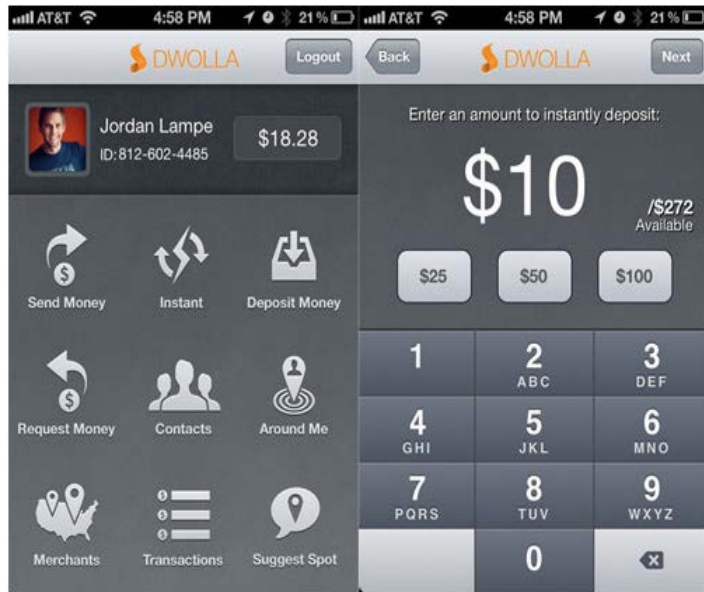 AT&T 4:58 PM 21%
DWOLLA Logout
Jordan Lampe
ID:812-602-4485
$18.28
Send Money Instant Deposit Money
Request Money Contacts Around Me
Merchants Transactions Suggest Spot
AT&T 4:58 PM 21%
Back DWOLLA Next
Enter an amount to instantly deposit:
$10
/$272
Available
$25 $50 $100
1 2 3
ABC DEF
4 5 6
GHI JKL MNO
7 8 9
PQRS TUV WXYZ
0